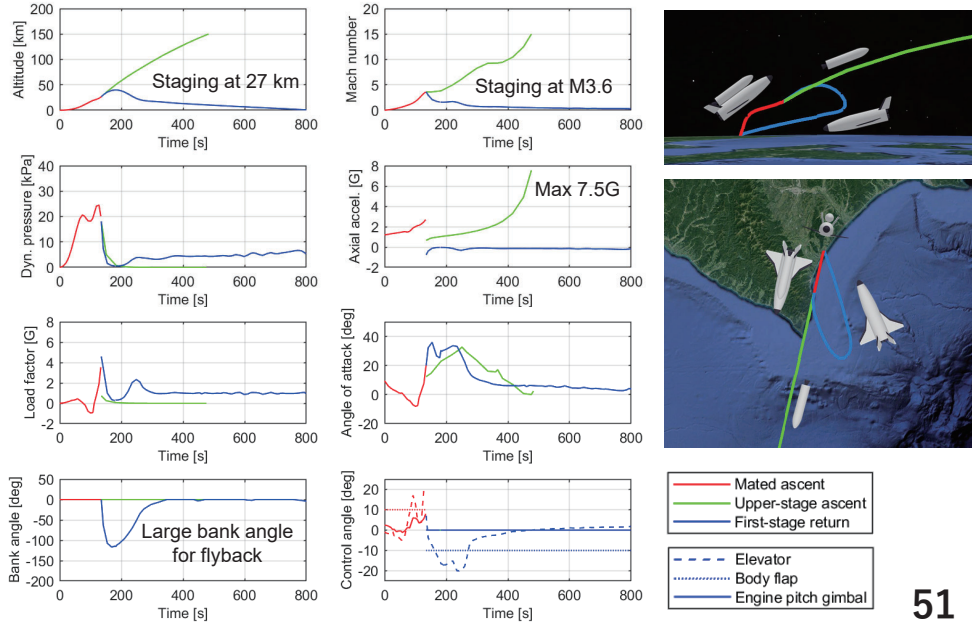 Altitude [km]
150
100
50
0
0 200 400 600 800
Time [s]
Staging at 27 km
Mach number
15
10
5
0
0 200 400 600 800
Time [s]
Staging at M3.6
Dyn. pressure [kPa]
40
30
20
10
0
0 200 400 600 800
Time [s]
Axial accel. [G]
8
6
4
2
0
-2
0 200 400 600 800
Time [s]
Max 7.5G
Load factor [G]
8
6
4
2
0
-2
0 200 400 600 800
Time [s]
Angle of attack [deg]
40
20
0
-20
0 200 400 600 800
Time [s]
Bank angle [deg]
50
0
-50
-100
-150
-200
0 200 400 600 800
Time [s]
Large bank angle
for flyback
Control angle [deg]
20
10
0
-10
-20
0 200 400 600 800
Time [s]
Mated ascent
Upper-stage ascent
First-stage return
Elevator
Body flap
Engine pitch gimbal
51